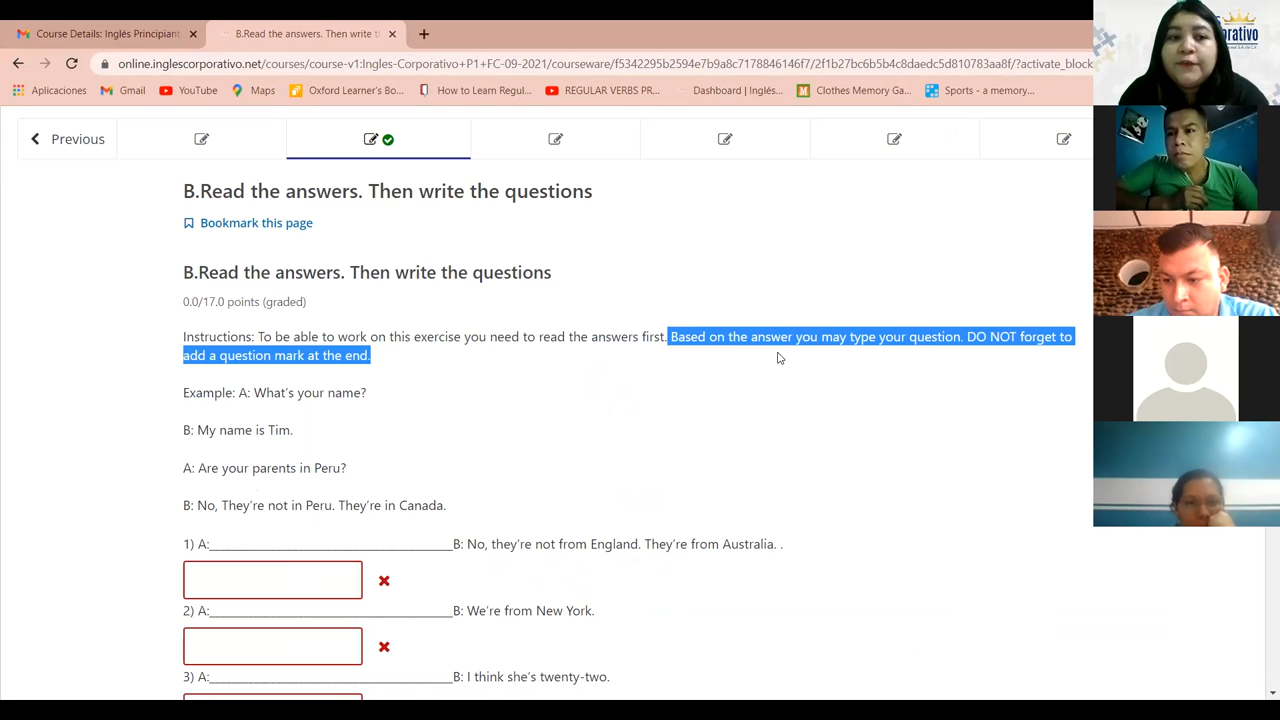 Course Details: Inglés Principiant
B.Read the answers. Then write t
online.inglescorporativo.net/courses/course-v1:Ingles-Corporativo+P1+FC-09-2021/courseware/f5342295b2594e7b9a8c7178846146f7/2f1b27bc6b5b4c8daedc5d810783aa8f/?activate_block
Aplicaciones Gmail YouTube Maps Oxford Learner's Bo... How to Learn Regul... REGULAR VERBS PR... Dashboard | Inglés... Clothes Memory Ga... Sports - a memory...
Previous
B.Read the answers. Then write the questions
Bookmark this page
B.Read the answers. Then write the questions
0.0/17.0 points (graded)
Instructions: To be able to work on this exercise you need to read the answers first. Based on the answer you may type your question. DO NOT forget to
add a question mark at the end.
Example: A: What's your name?
B: My name is Tim.
A: Are your parents in Peru?
B: No, They're not in Peru. They're in Canada.
1) A:___________________________________B: No, they're not from England. They're from Australia. .
2) A:___________________________________B: We're from New York.
3) A:___________________________________B: I think she's twenty-two.